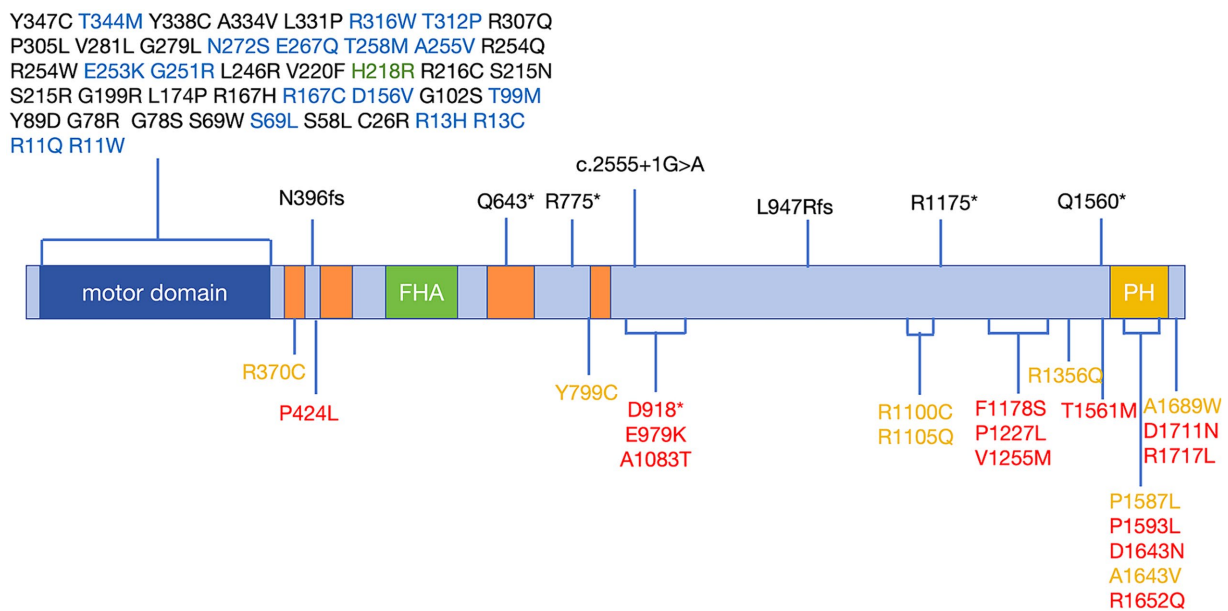 Y347C T344M Y338C A334V L331P R316W T312P R307Q
P305L V281L G279L N272S E267Q T258M A255V R254Q
R254W E253K G251R L246R V220F H218R R216C S215N
S215R G199R L174P R167H R167C D156V G102S T99M
Y89D G78R G78S S69W S69L S58L C26R R13H R13C
R11Q R11W
c.2555+1G>A
N396fs
Q643*
R775*
L947Rfs
R1175*
Q1560*
motor domain
FHA
PH
R370C
P424L
Y799C
D918*
E979K
A1083T
R1100C
R1105Q
F1178S
P1227L
V1255M
R1356Q
T1561M
A1689W
D1711N
R1717L
P1587L
P1593L
D1643N
A1643V
R1652Q